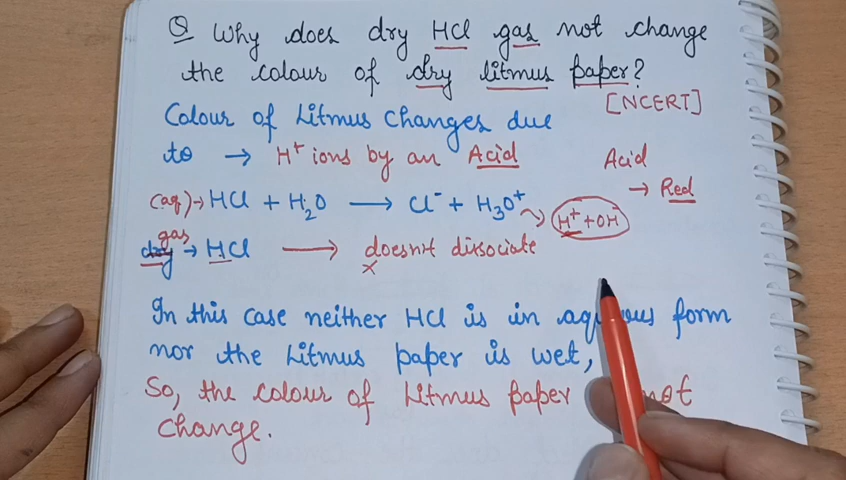 Q Why does dry HCl gas not change
the colour of dry litmus paper?
[NCERT]
Colour of Litmus Changes due
to → H+ ions by an Acid
Acid
→ Red
(aq)→ HCl + H2O → Cl- + H3O+
H+ + OH
gas
dry → HCl → doesn't dissociate
x
In this case neither HCl is in form
nor the Litmus paper is wet,
So, the colour of Litmus paper not
change.